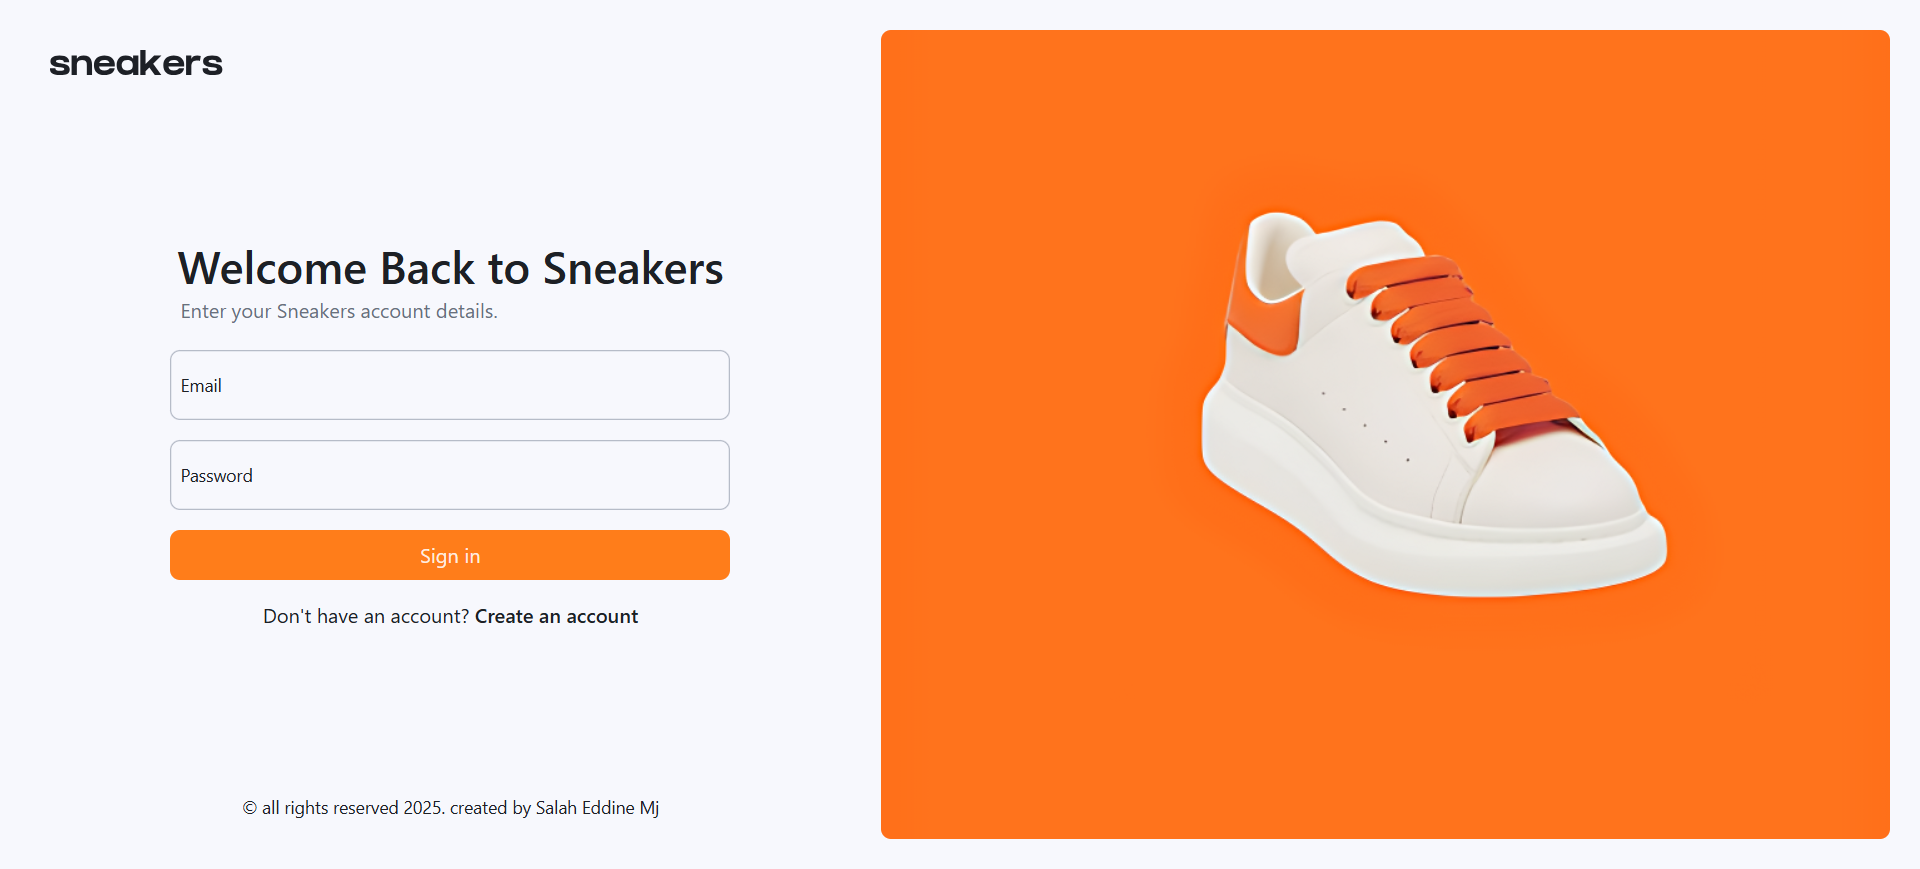 sneakers
Welcome Back to Sneakers
Enter your Sneakers account details.
Email
Password
Sign in
Don't have an account? Create an account
© all rights reserved 2025. created by Salah Eddine Mj